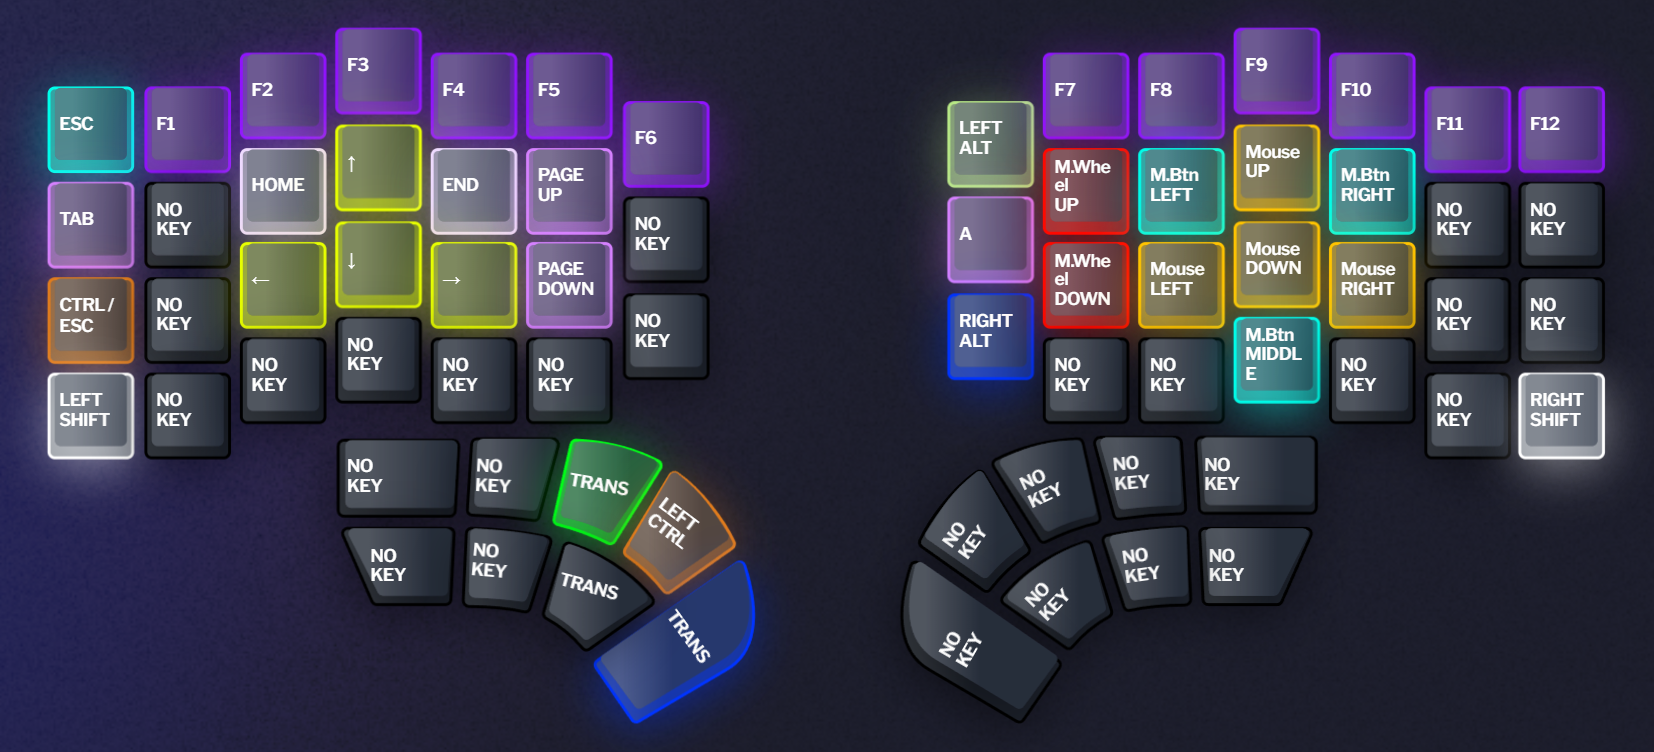 F3
F9
F2
F4
F5
F7
F8
F10
ESC
F1
F6
LEFT
ALT
F11
F12
↑
Mouse
UP
HOME
END
PAGE
UP
M.Whe
el
UP
M.Btn
LEFT
M.Btn
RIGHT
TAB
NO
KEY
NO
KEY
A
NO
KEY
NO
KEY
↓
Mouse
DOWN
←
→
PAGE
DOWN
M.Whe
el
DOWN
Mouse
LEFT
Mouse
RIGHT
CTRL /
ESC
NO
KEY
NO
KEY
RIGHT
ALT
NO
KEY
NO
KEY
NO
KEY
M.Btn
MIDDL
E
NO
KEY
NO
KEY
NO
KEY
NO
KEY
NO
KEY
NO
KEY
LEFT
SHIFT
NO
KEY
NO
KEY
RIGHT
SHIFT
NO
KEY
NO
KEY
TRANS
LEFT
CTRL
NO
KEY
NO
KEY
NO
KEY
NO
KEY
NO
KEY
NO
KEY
TRANS
TRANS
NO
KEY
NO
KEY
NO
KEY
NO
KEY